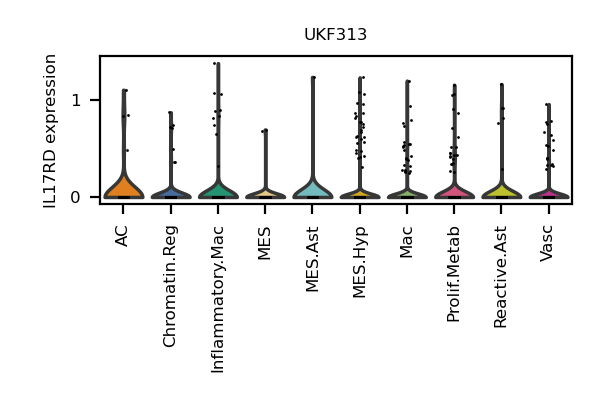 UKF313
IL17RD expression
1
0
AC
Chromatin.Reg
Inflammatory.Mac
MES
MES.Ast
MES.Hyp
Mac
Prolif.Metab
Reactive.Ast
Vasc